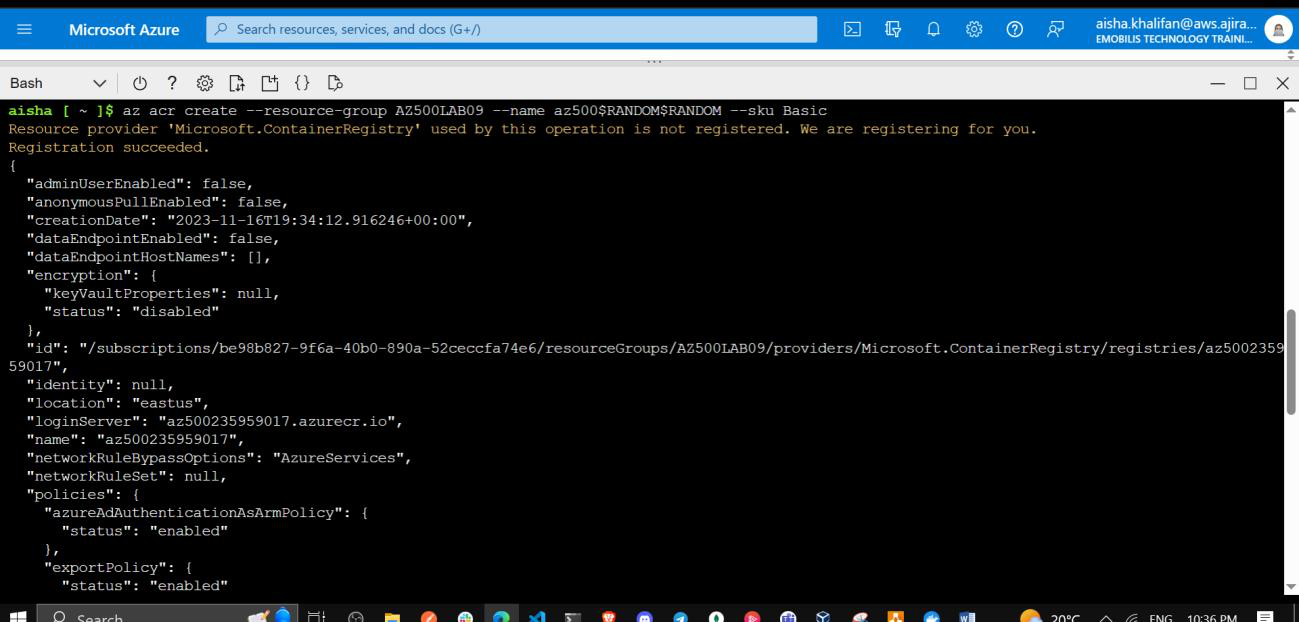 Microsoft Azure
Search resources, services, and docs (G+/)
aisha.khalifan@aws.ajira...
EMOBILIS TECHNOLOGY TRAINI...
Bash
aisha [ ~ ]$ az acr create --resource-group AZ500LAB09 --name az500$RANDOM$RANDOM --sku Basic
Resource provider 'Microsoft.ContainerRegistry' used by this operation is not registered. We are registering for you.
Registration succeeded.
{
"adminUserEnabled": false,
"anonymousPullEnabled": false,
"creationDate": "2023-11-16T19:34:12.916246+00:00",
"dataEndpointEnabled": false,
"dataEndpointHostNames": [],
"encryption": {
"keyVaultProperties": null,
"status": "disabled"
},
"id": "/subscriptions/be98b827-9f6a-40b0-890a-52ceccfa74e6/resourceGroups/AZ500LAB09/providers/Microsoft.ContainerRegistry/registries/az5002359
59017",
"identity": null,
"location": "eastus",
"loginServer": "az500235959017.azurecr.io",
"name": "az500235959017",
"networkRuleBypassOptions": "AzureServices",
"networkRuleSet": null,
"policies": {
"azureAdAuthenticationAsArmPolicy": {
"status": "enabled"
},
"exportPolicy": {
"status": "enabled"
Search
20°C
ENG
10:36 PM